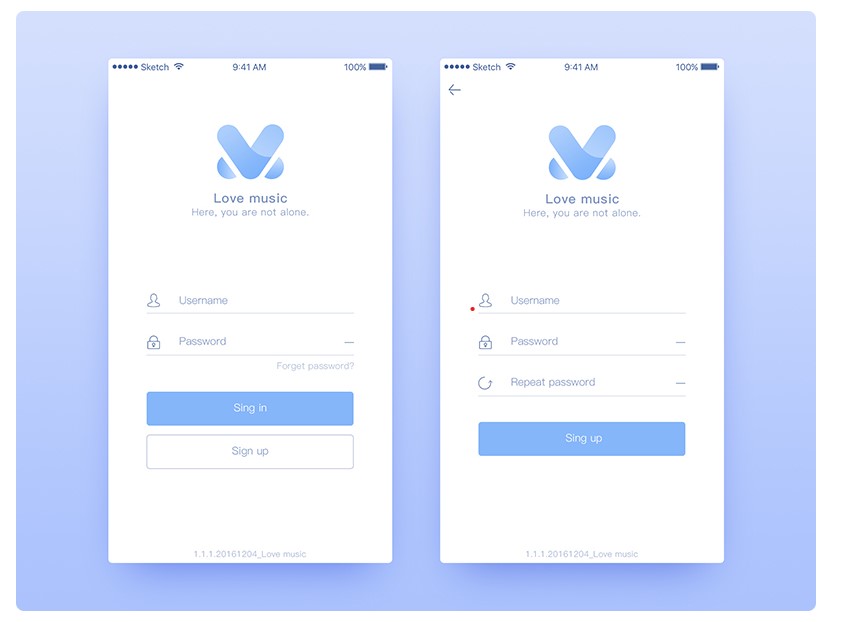 Sketch 9:41 AM 100%
Love music
Here, you are not alone.
Username
Password
Forget password?
Sing in
Sign up
1.1.1.20161204_Love music
Sketch 9:41 AM 100%
Love music
Here, you are not alone.
Username
Password
Repeat password
Sing up
1.1.1.20161204_Love music